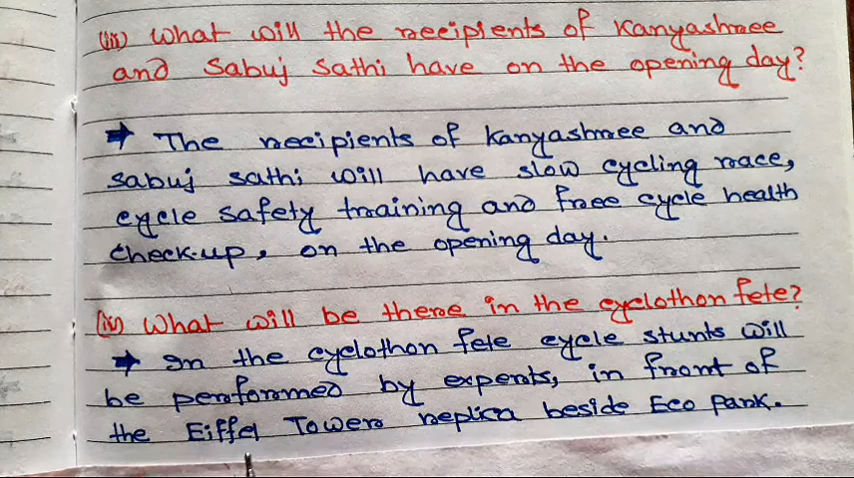 (iii) What will the recipients of Kanyashree
and Sabuj Sathi have on the opening day?
➔ The recipients of Kanyashree and
Sabuj Sathi will have slow cycling race,
cycle safety training and free cycle health
check-up, on the opening day.
(iv) What will be there in the cyclothon fete?
➔ In the cyclothon fete cycle stunts will
be performed by experts, in front of
the Eiffel Tower replica beside Eco Park.